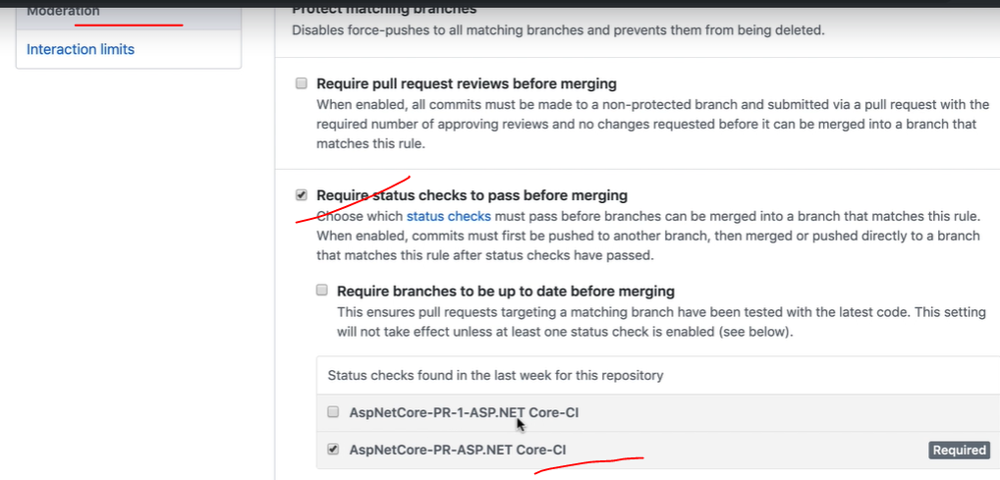 Moderation
Interaction limits
Protect matching branches
Disables force-pushes to all matching branches and prevents them from being deleted.
Require pull request reviews before merging
When enabled, all commits must be made to a non-protected branch and submitted via a pull request with the
required number of approving reviews and no changes requested before it can be merged into a branch that
matches this rule.
Require status checks to pass before merging
Choose which status checks must pass before branches can be merged into a branch that matches this rule.
When enabled, commits must first be pushed to another branch, then merged or pushed directly to a branch
that matches this rule after status checks have passed.
Require branches to be up to date before merging
This ensures pull requests targeting a matching branch have been tested with the latest code. This setting
will not take effect unless at least one status check is enabled (see below).
Status checks found in the last week for this repository
AspNetCore-PR-1-ASP.NET Core-CI
AspNetCore-PR-ASP.NET Core-CI Required